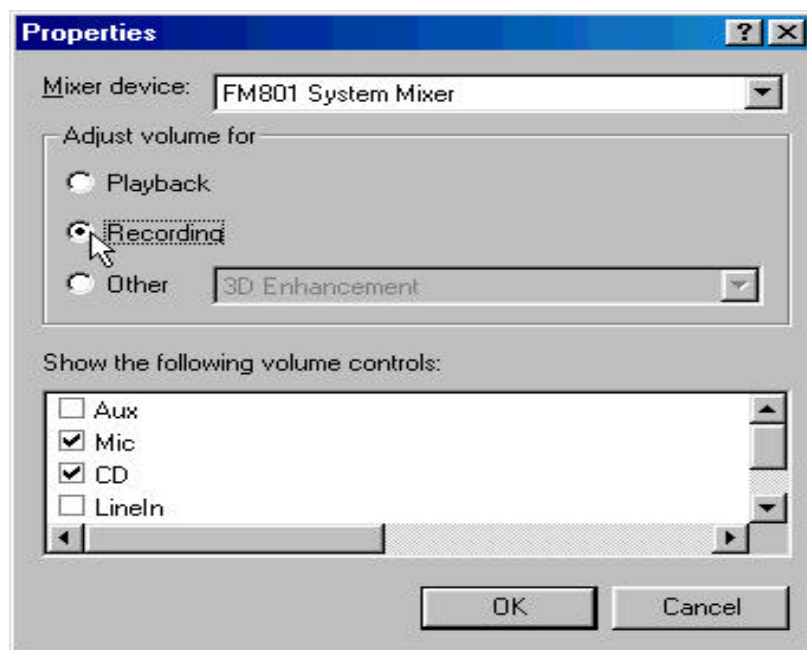 Properties
Mixer device: FM801 System Mixer
Adjust volume for
Playback
Recording
Other 3D Enhancement
Show the following volume controls:
Aux
Mic
CD
LineIn
OK Cancel